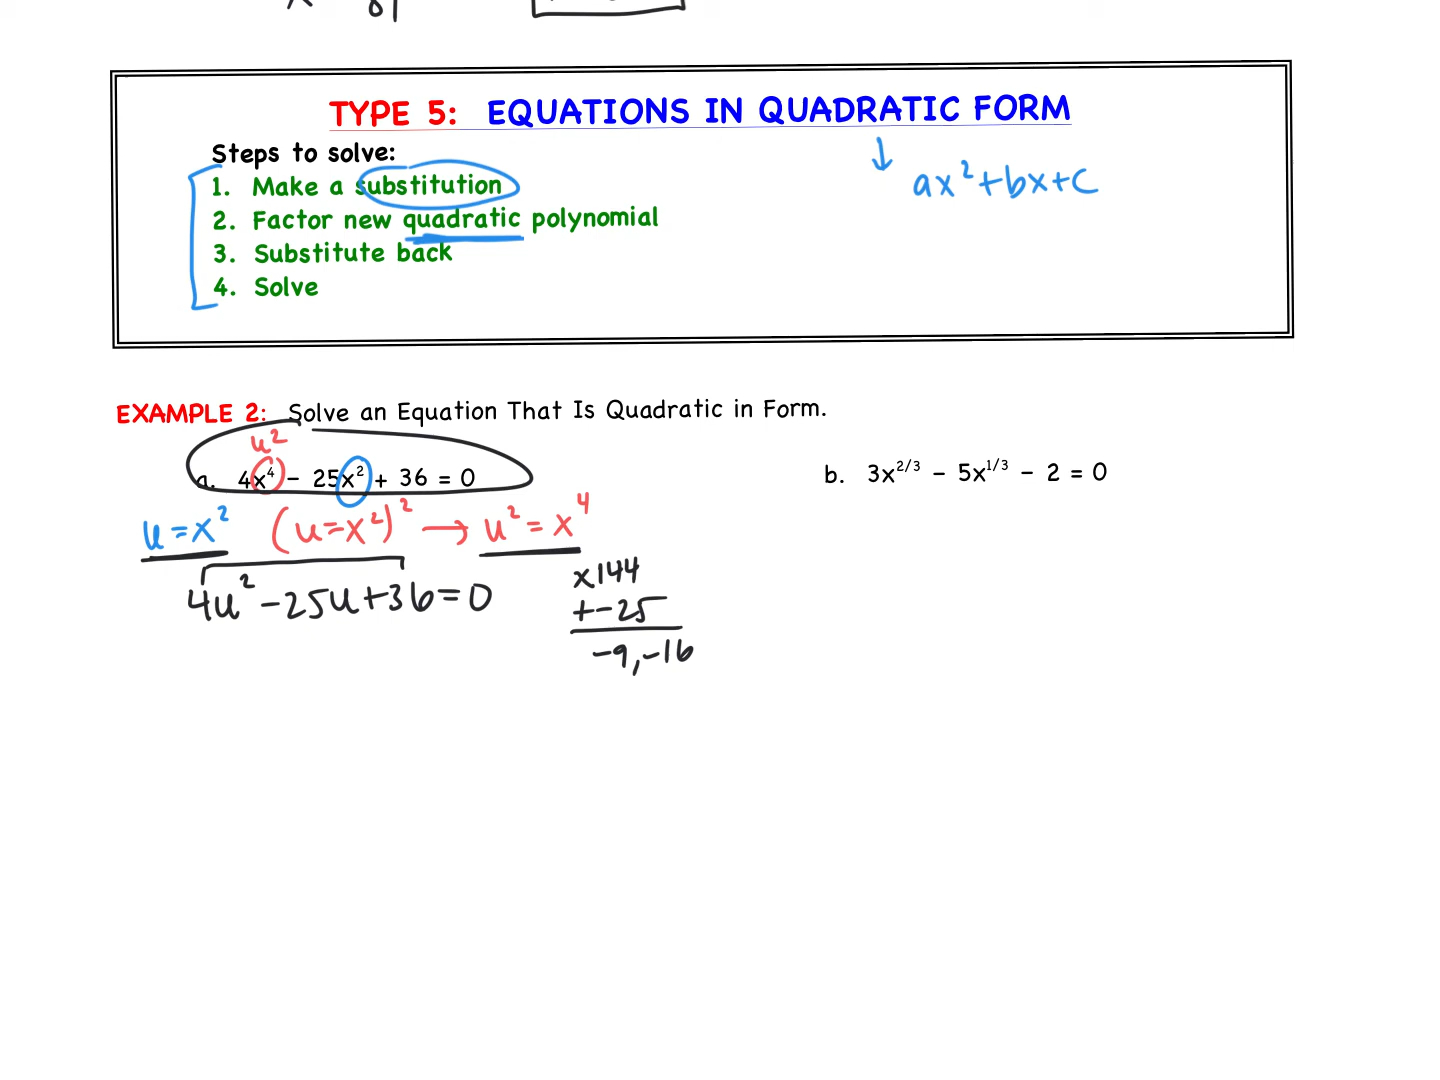 TYPE 5: EQUATIONS IN QUADRATIC FORM
Steps to solve:
1. Make a substitution
ax²+bx+c
2. Factor new quadratic polynomial
3. Substitute back
4. Solve
EXAMPLE 2: Solve an Equation That Is Quadratic in Form.
u²
a. 4x⁴ - 25x² + 36 = 0
b. 3x^{2/3} - 5x^{1/3} - 2 = 0
u=x² (u=x²)² → u²=x⁴
4u²-25u+36=0
x144
+-25
-9,-16